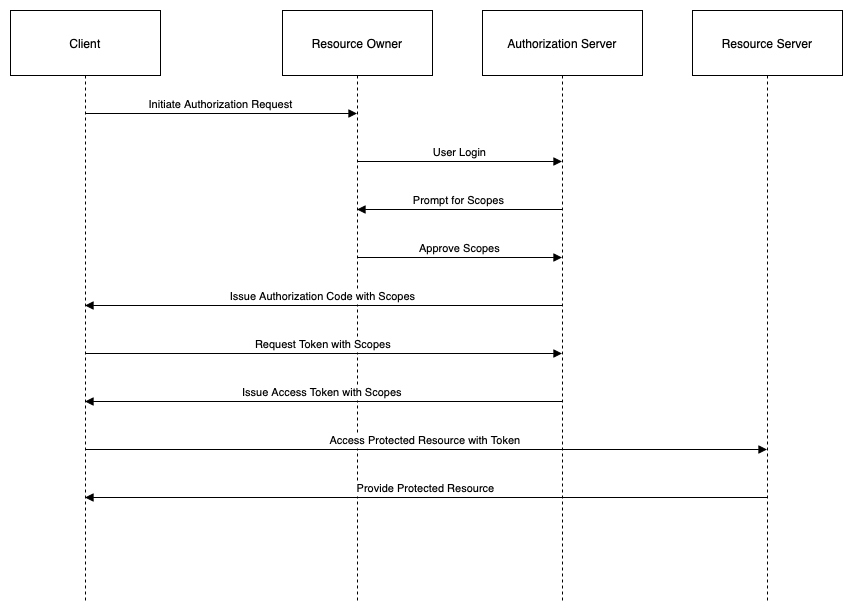 Client
Resource Owner
Authorization Server
Resource Server
Initiate Authorization Request
User Login
Prompt for Scopes
Approve Scopes
Issue Authorization Code with Scopes
Request Token with Scopes
Issue Access Token with Scopes
Access Protected Resource with Token
Provide Protected Resource